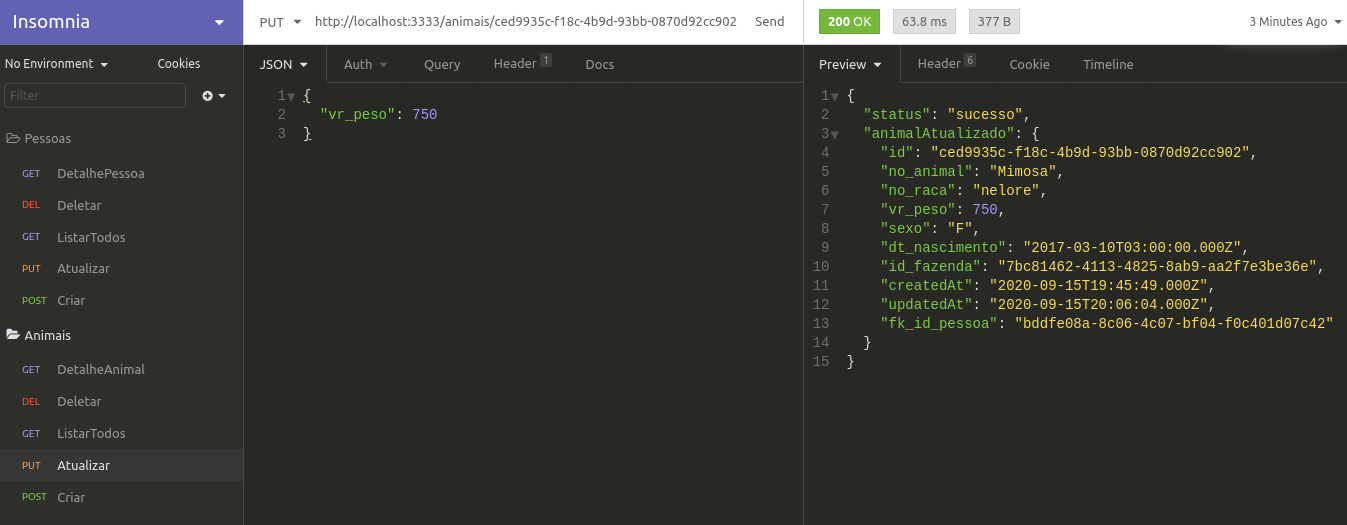 Insomnia
PUT http://localhost:3333/animais/ced9935c-f18c-4b9d-93bb-0870d92cc902 Send
200 OK 63.8 ms 377 B 3 Minutes Ago
No Environment Cookies
Filter
Pessoas
GET DetalhePessoa
DEL Deletar
GET ListarTodos
PUT Atualizar
POST Criar
Animais
GET DetalheAnimal
DEL Deletar
GET ListarTodos
PUT Atualizar
POST Criar
JSON Auth Query Header 1 Docs
1 {
2 "vr_peso": 750
3 }
Preview Header 6 Cookie Timeline
1 {
2 "status": "sucesso",
3 "animalAtualizado": {
4 "id": "ced9935c-f18c-4b9d-93bb-0870d92cc902",
5 "no_animal": "Mimosa",
6 "no_raca": "nelore",
7 "vr_peso": 750,
8 "sexo": "F",
9 "dt_nascimento": "2017-03-10T03:00:00.000Z",
10 "id_fazenda": "7bc81462-4113-4825-8ab9-aa2f7e3be36e",
11 "createdAt": "2020-09-15T19:45:49.000Z",
12 "updatedAt": "2020-09-15T20:06:04.000Z",
13 "fk_id_pessoa": "bddfe08a-8c06-4c07-bf04-f0c401d07c42"
14 }
15 }